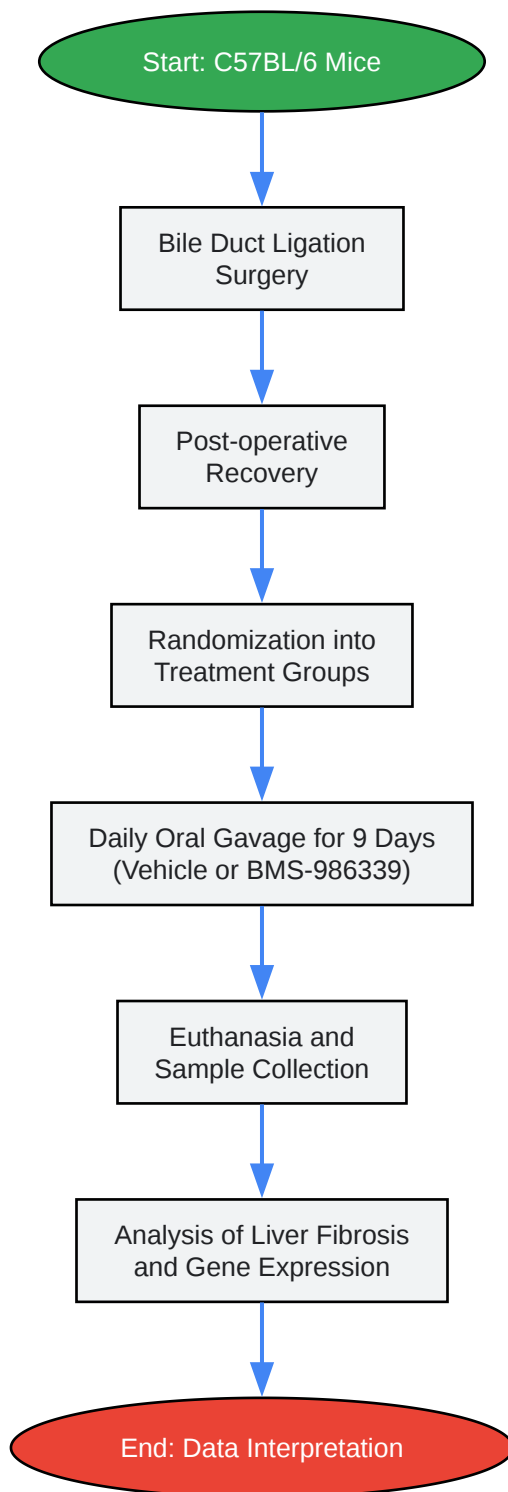 Start: C57BL/6 Mice
Bile Duct Ligation
Surgery
Post-operative
Recovery
Randomization into
Treatment Groups
Daily Oral Gavage for 9 Days
(Vehicle or BMS-986339)
Euthanasia and
Sample Collection
Analysis of Liver Fibrosis
and Gene Expression
End: Data Interpretation